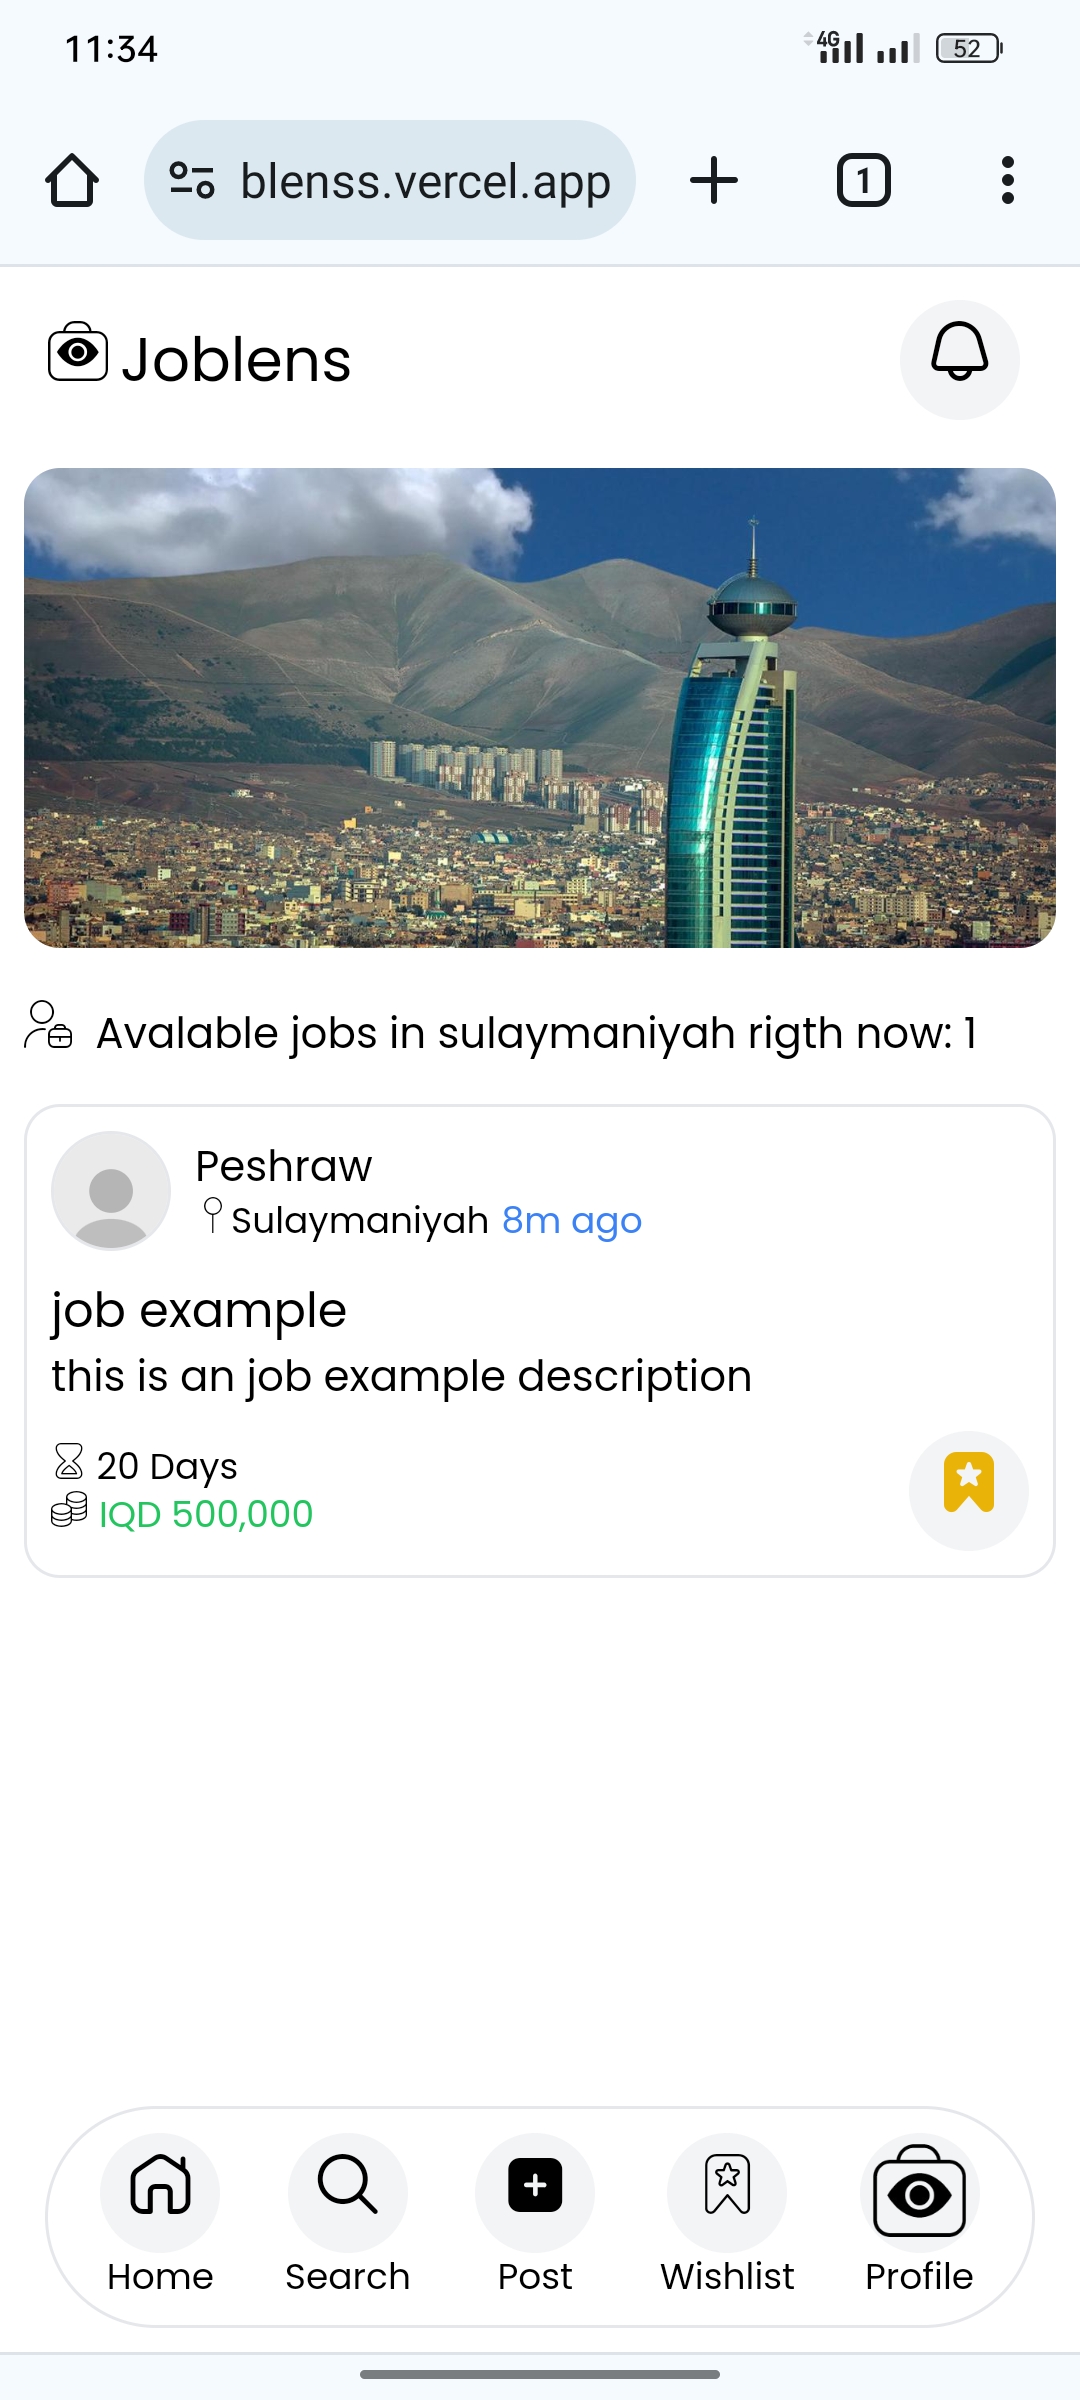 11:34
4G
52
blenss.vercel.app
1
Joblens
Avalable jobs in sulaymaniyah rigth now: 1
Peshraw
Sulaymaniyah 8m ago
job example
this is an job example description
20 Days
IQD 500,000
Home
Search
Post
Wishlist
Profile